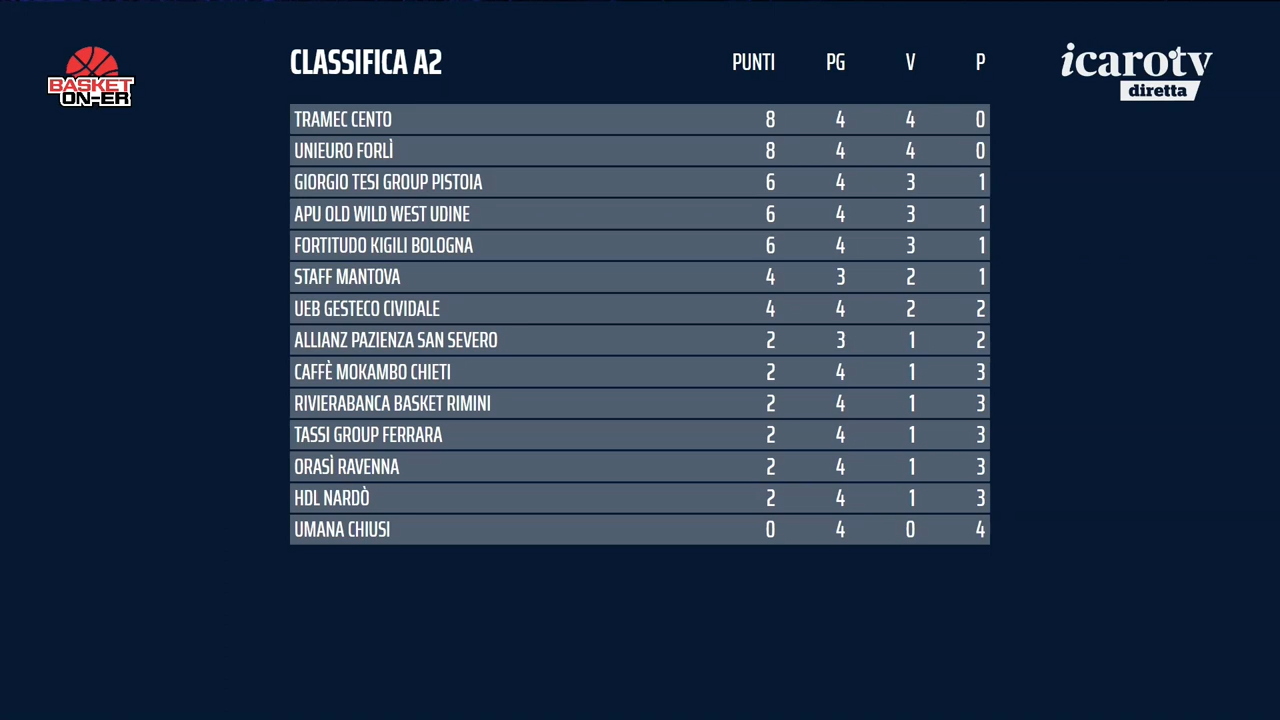 BASKET
ON-ER
CLASSIFICA A2 PUNTI PG V P
icarotv
diretta
TRAMEC CENTO 8 4 4 0
UNIEURO FORLÌ 8 4 4 0
GIORGIO TESI GROUP PISTOIA 6 4 3 1
APU OLD WILD WEST UDINE 6 4 3 1
FORTITUDO KIGILI BOLOGNA 6 4 3 1
STAFF MANTOVA 4 3 2 1
UEB GESTECO CIVIDALE 4 4 2 2
ALLIANZ PAZIENZA SAN SEVERO 2 3 1 2
CAFFÈ MOKAMBO CHIETI 2 4 1 3
RIVIERABANCA BASKET RIMINI 2 4 1 3
TASSI GROUP FERRARA 2 4 1 3
ORASÌ RAVENNA 2 4 1 3
HDL NARDÒ 2 4 1 3
UMANA CHIUSI 0 4 0 4